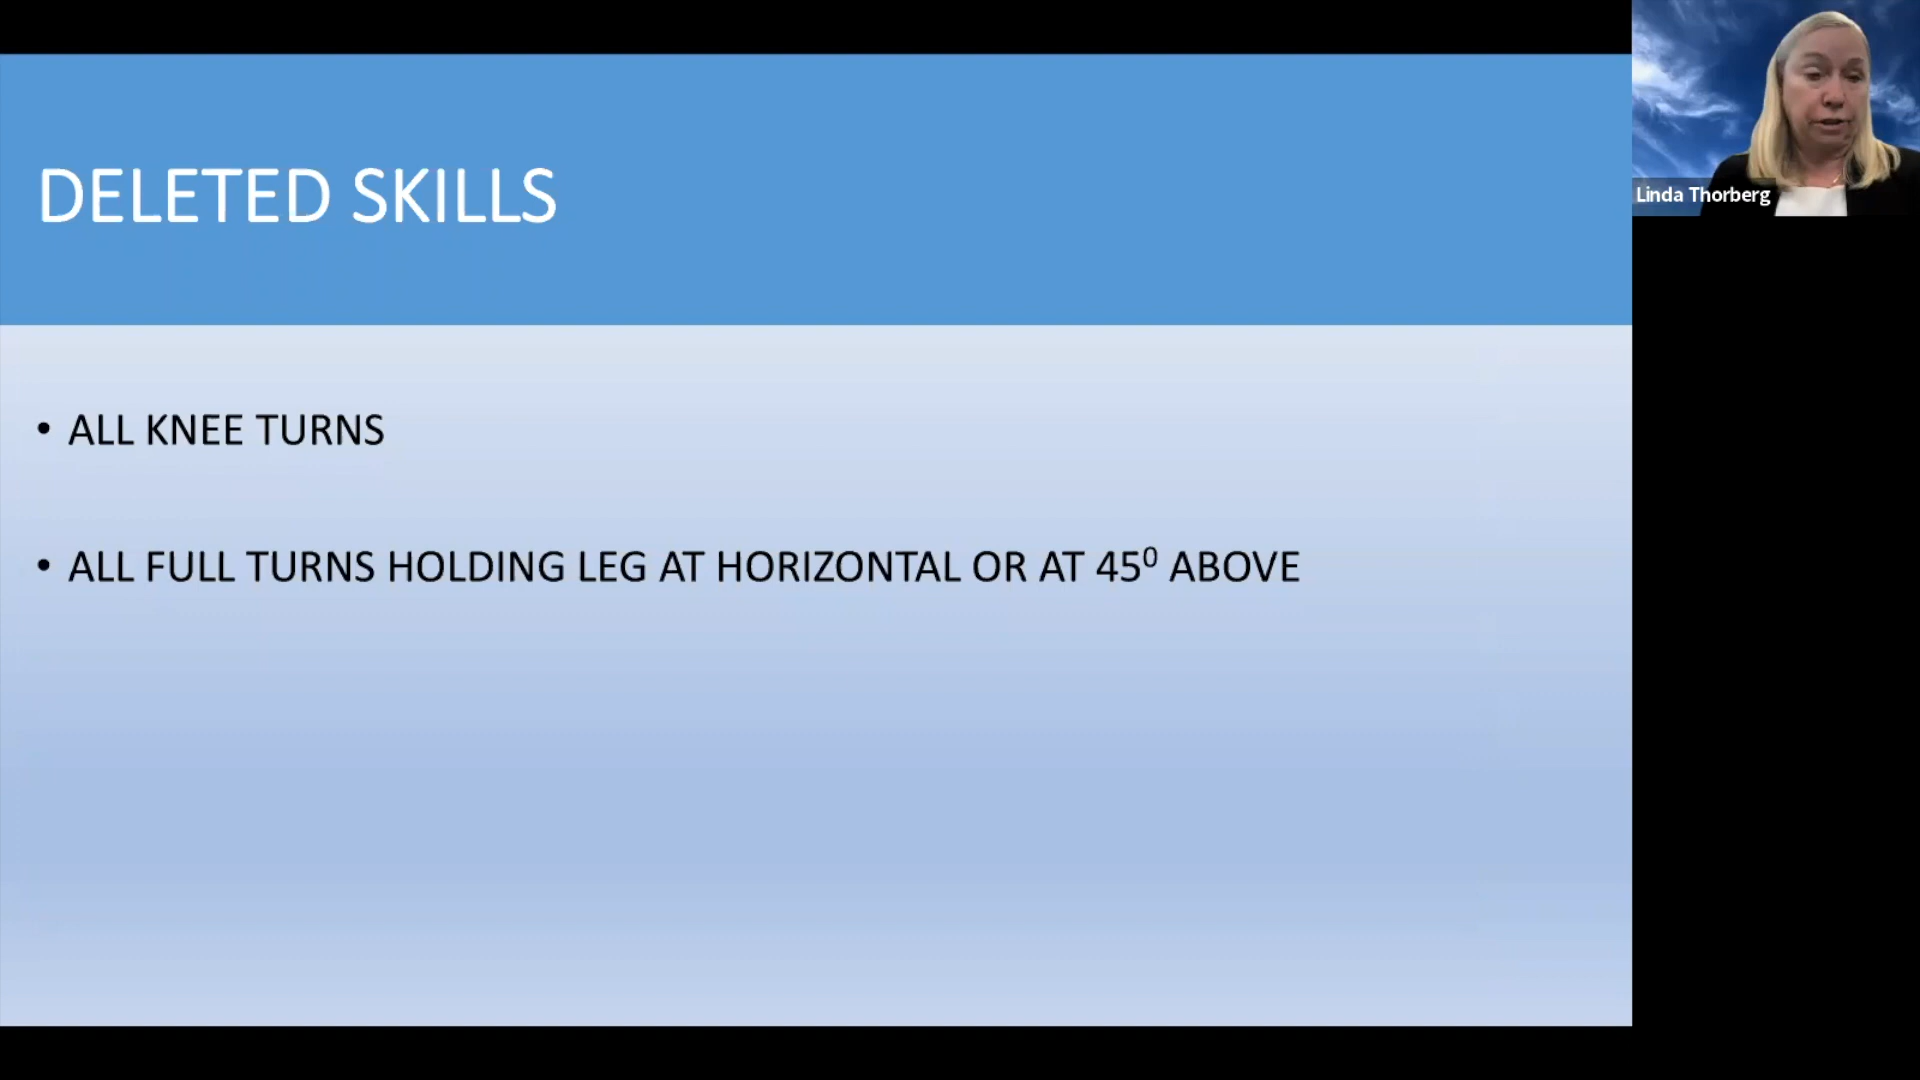 DELETED SKILLS
Linda Thorberg
• ALL KNEE TURNS
• ALL FULL TURNS HOLDING LEG AT HORIZONTAL OR AT 45⁰ ABOVE